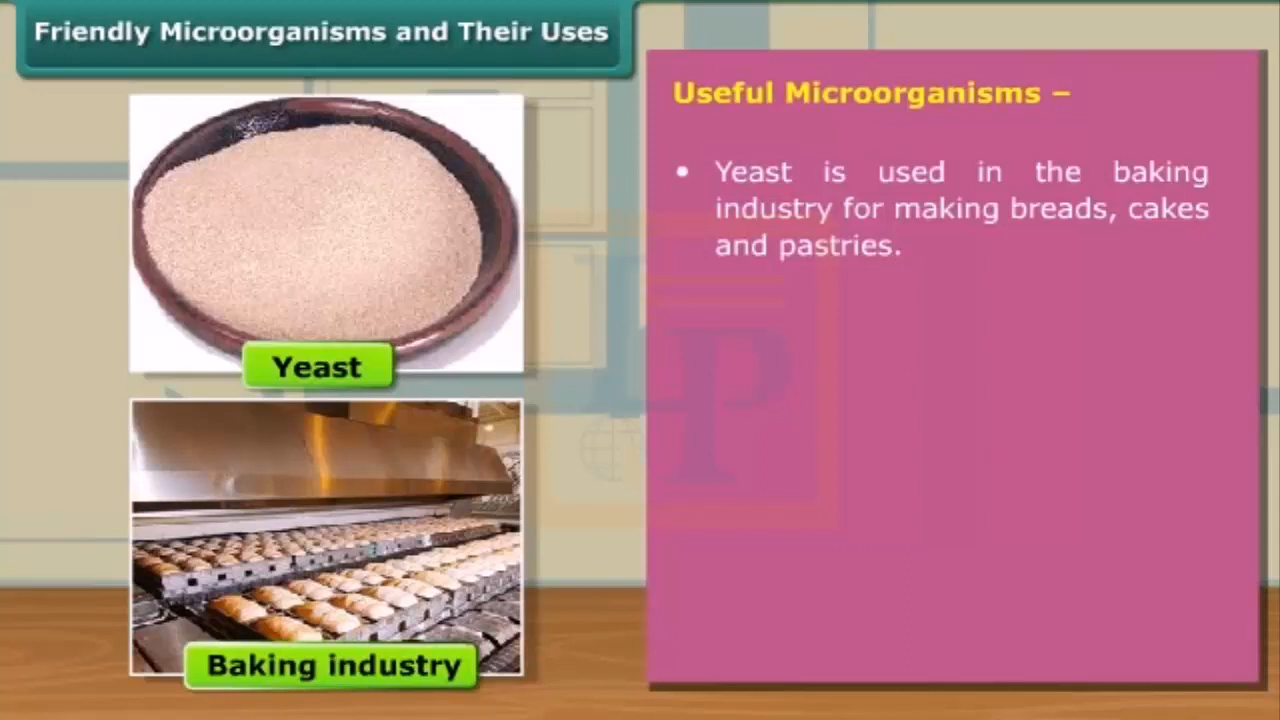 Friendly Microorganisms and Their Uses
Useful Microorganisms –
• Yeast is used in the baking
industry for making breads, cakes
and pastries.
Yeast
Baking industry
LP